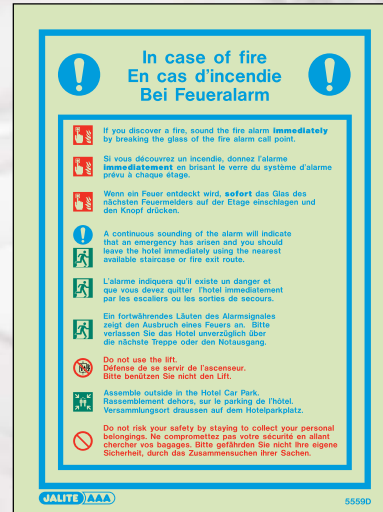 In case of fire
En cas d'incendie
Bei Feueralarm
If you discover a fire, sound the fire alarm immediately
by breaking the glass of the fire alarm call point.
Si vous découvrez un incendie, donnez l'alarme
immediatement en brisant le verre du système d'alarme
prévu à chaque étage.
Wenn ein Feuer entdeckt wird, sofort das Glas des
nächsten Feuermelders auf der Etage einschlagen und
den Knopf drücken.
A continuous sounding of the alarm will indicate
that an emergency has arisen and you should
leave the hotel immediately using the nearest
available staircase or fire exit route.
L'alarme indiquera qu'il existe un danger et
que vous devez quitter l'hotel immediatement
par les escaliers ou les sorties de secours.
Ein fortwährendes Läuten des Alarmsignales
zeigt den Ausbruch eines Feuers an. Bitte
verlassen Sie das Hotel unverzüglich über
die nächste Treppe oder den Notausgang.
Do not use the lift.
Défense de se servir de l'ascenseur.
Bitte benützen Sie nicht den Lift.
Assemble outside in the Hotel Car Park.
Rassemblement dehors, sur le parking de l'hôtel.
Versammlungsort draussen auf dem Hotelparkplatz.
Do not risk your safety by staying to collect your personal
belongings. Ne compromettez pas votre sécurité en allant
chercher vos bagages. Bitte gefährden Sie nicht Ihre eigene
Sicherheit, durch das Zusammensuchen ihrer Sachen.
JALITE AAA
5559D